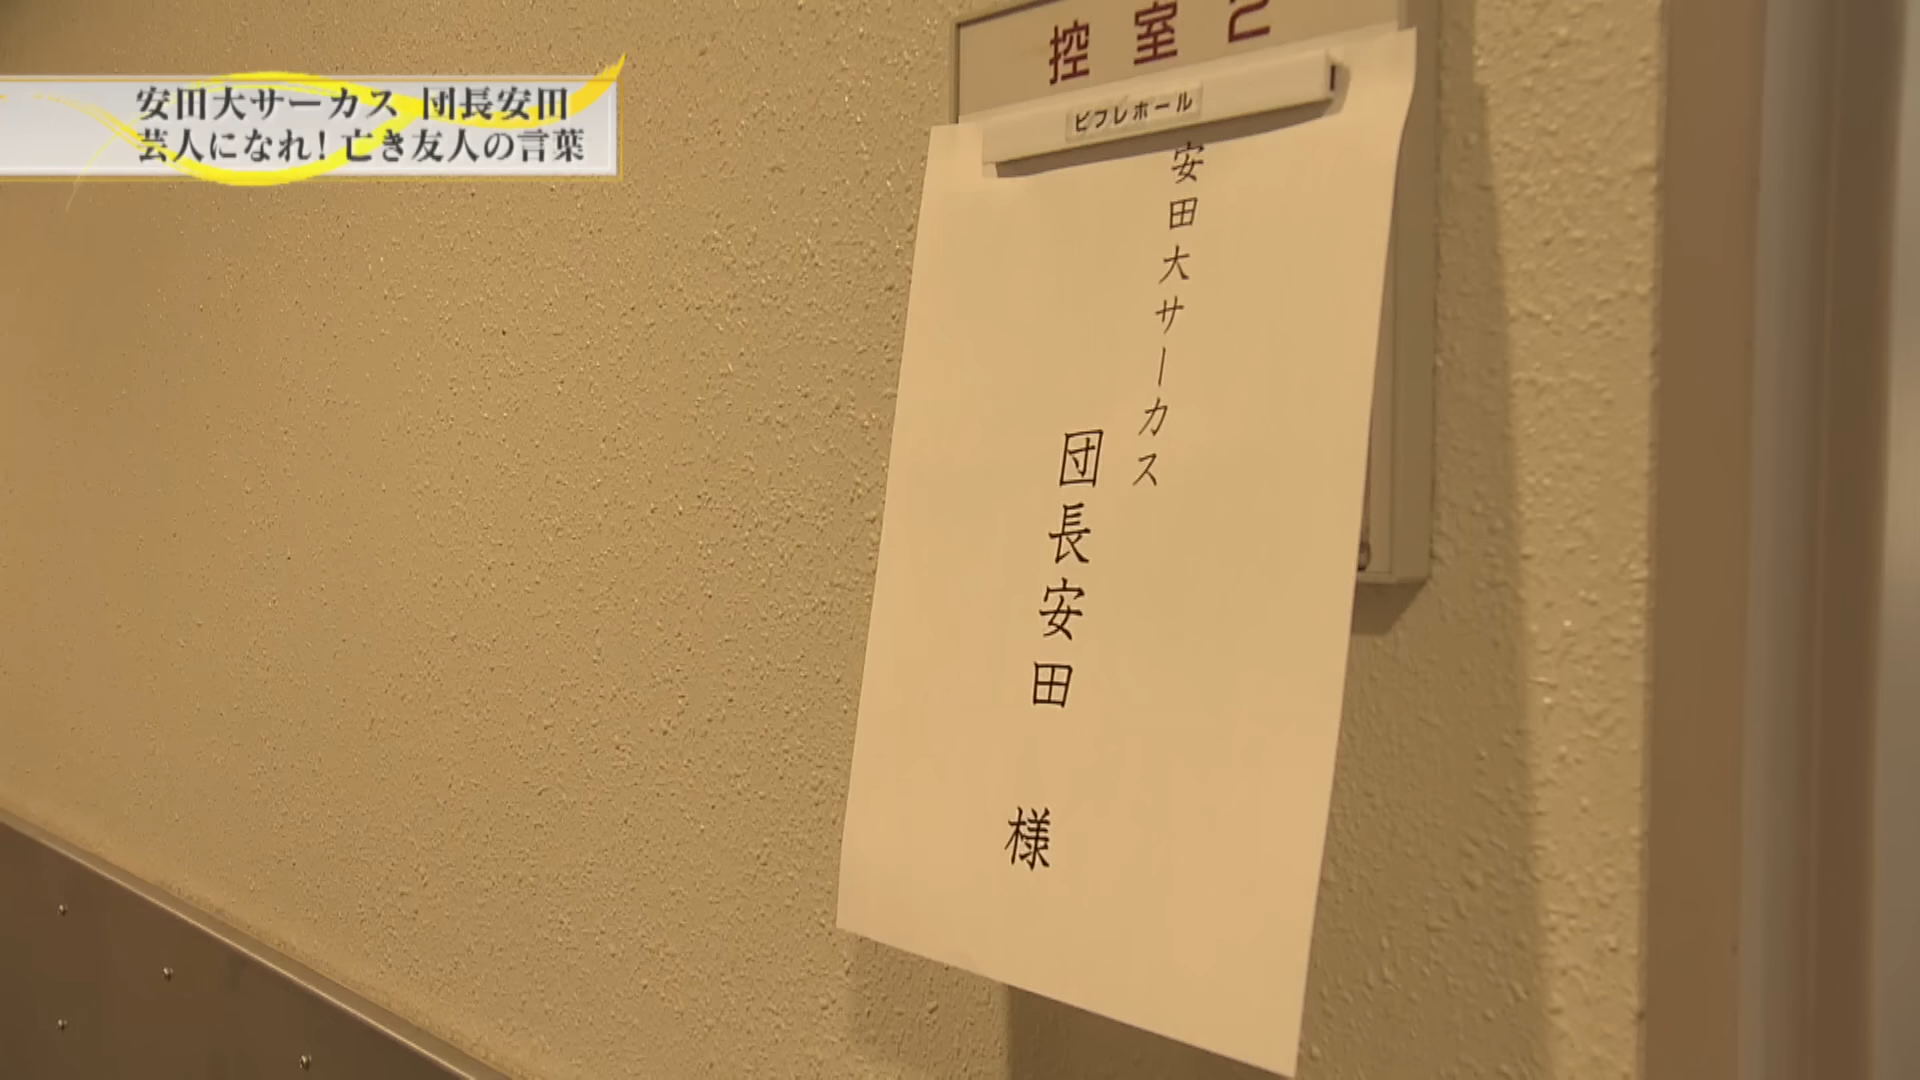 安田大サーカス 団長安田
芸人になれ！亡き友人の言葉
控室2
ピフレホール
安田大サーカス
団長安田 様